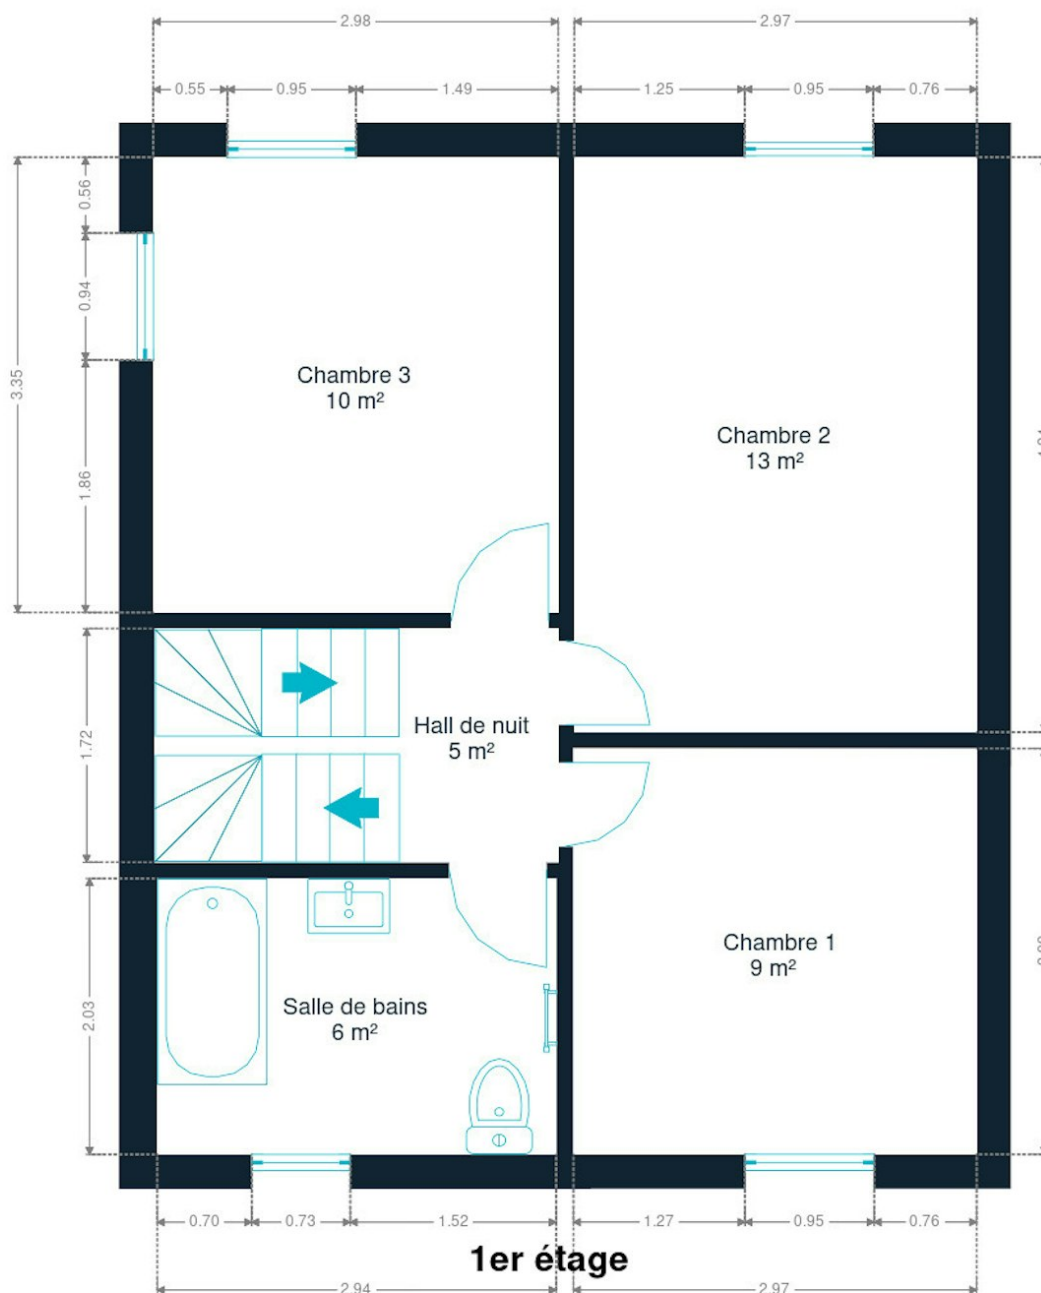 2.98
2.97
0.55
0.95
1.49
1.25
0.95
0.76
0.56
0.94
3.35
1.86
Chambre 3
10 m²
Chambre 2
13 m²
1.72
Hall de nuit
5 m²
Chambre 1
9 m²
2.03
Salle de bains
6 m²
0.70
0.73
1.52
1.27
0.95
0.76
1er étage
2.94
2.97